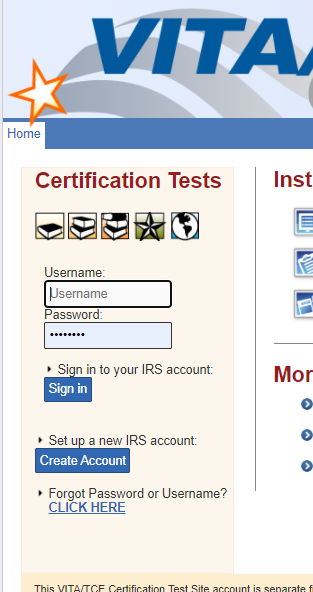 VITA/
Home
Certification Tests
Inst
Username:
Username
Password:
••••••••
Sign in to your IRS account:
Sign in
Mor
Set up a new IRS account:
Create Account
Forgot Password or Username?
CLICK HERE
This VITA/TCE Certification Test Site account is separate f